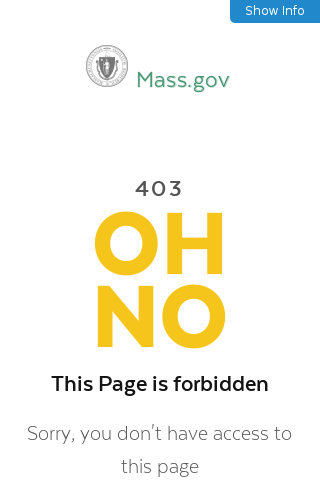 Show Info
Mass.gov
403
OH
NO
This Page is forbidden
Sorry, you don't have access to
this page